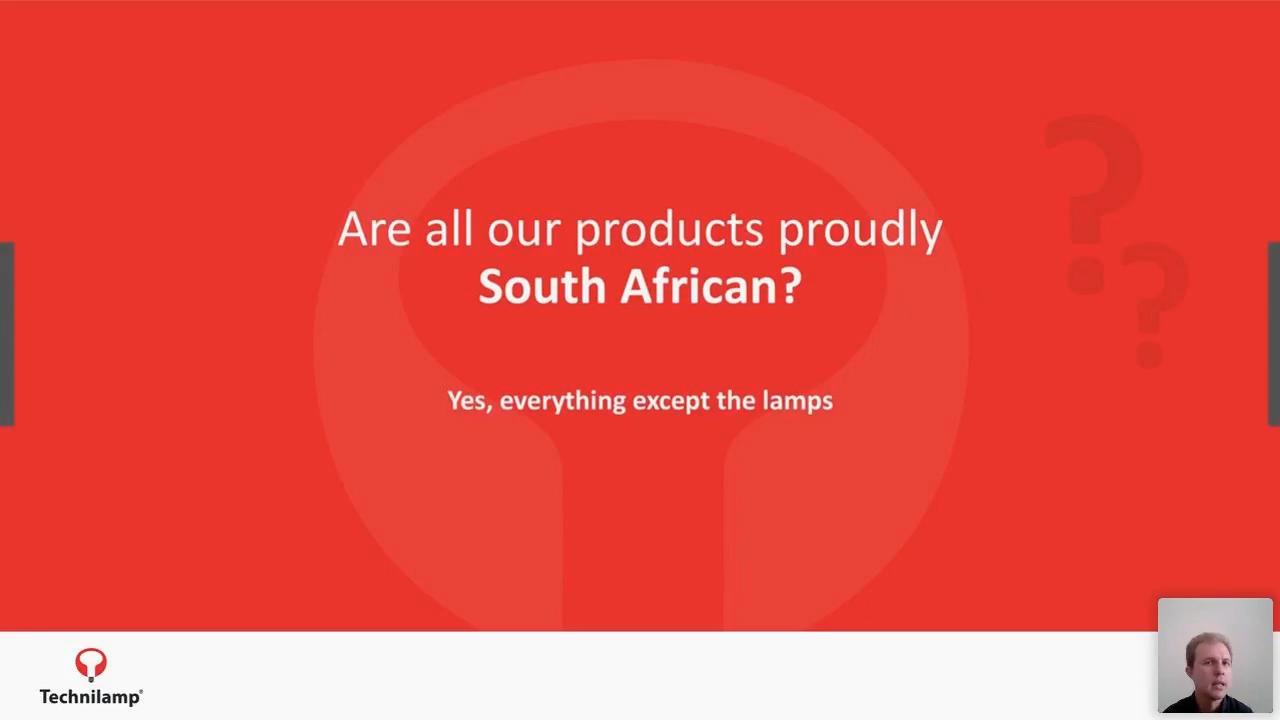 Are all our products proudly
South African?
Yes, everything except the lamps
Technilamp®